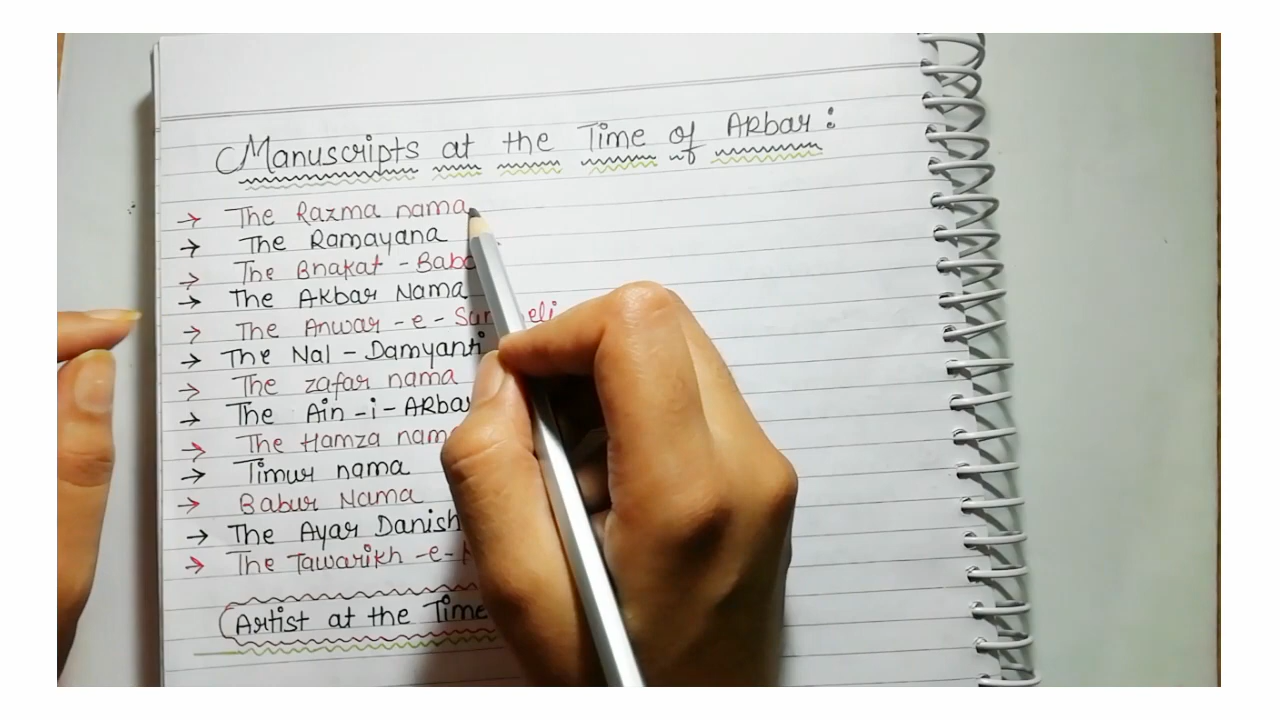 Manuscripts at the Time of Akbar:
→ The Razma nama
→ The Ramayana
→ The Bhakat -
→ The Akbar Nama
→ The Anwar -e-
→ The Nal - Damyanti
→ The zafar nama
→ The Ain -i- Akbar
→ The Hamza nam
→ Timur nama
→ Babur Nama
→ The Ayar Danish
→ The Tawarikh -e-
Artist at the Time